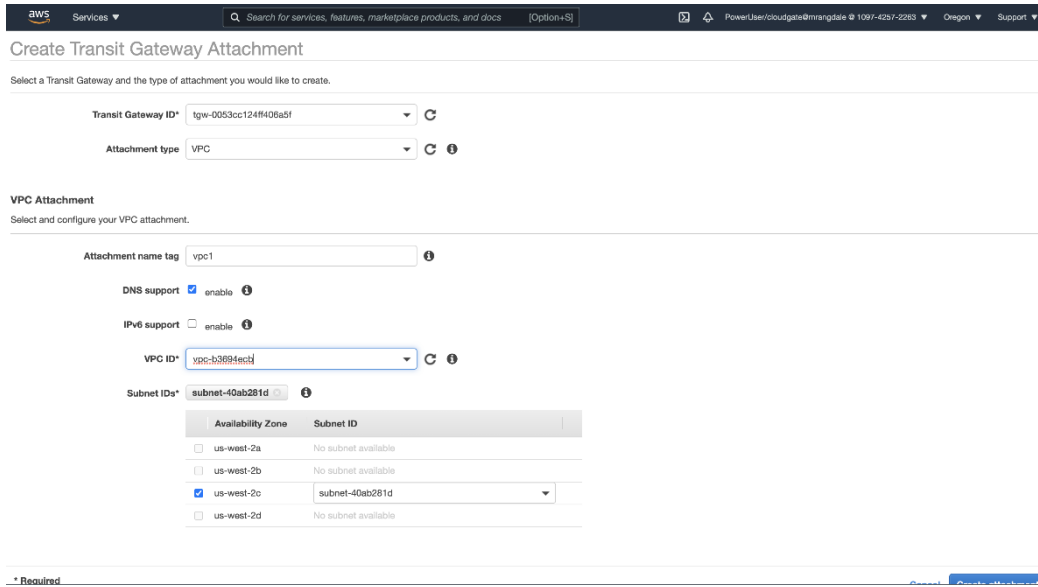 aws Services ▼ Search for services, features, marketplace products, and docs [Option+S] PowerUser/cloudgate@mrangdale @ 1097-4257-2263 ▼ Oregon ▼ Support ▼
Create Transit Gateway Attachment
Select a Transit Gateway and the type of attachment you would like to create.
Transit Gateway ID* tgw-0053cc124ff406a5f
Attachment type VPC
VPC Attachment
Select and configure your VPC attachment.
Attachment name tag vpc1
DNS support enable
IPv6 support enable
VPC ID* vpc-b3694ecb
Subnet IDs* subnet-40ab281d
Availability Zone Subnet ID
us-west-2a No subnet available
us-west-2b No subnet available
us-west-2c subnet-40ab281d
us-west-2d No subnet available
* Required Cancel Create attachment